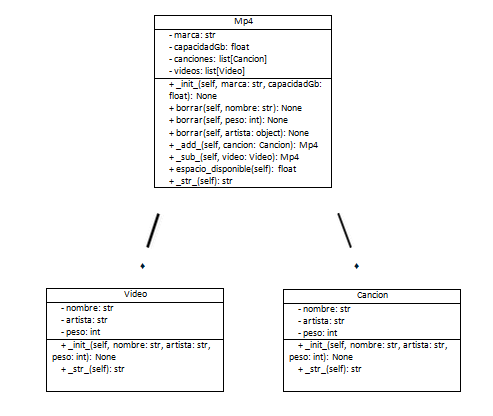 Mp4
- marca: str
- capacidadGb: float
- canciones: list[Cancion]
- videos: list[Video]
+ _init_(self, marca: str, capacidadGb:
float): None
+ borrar(self, nombre: str): None
+ borrar(self, peso: int): None
+ borrar(self, artista: object): None
+ _add_(self, cancion: Cancion): Mp4
+ _sub_(self, video: Video): Mp4
+ espacio_disponible(self): float
+ _str_(self): str
Video
- nombre: str
- artista: str
- peso: int
+ _init_(self, nombre: str, artista: str,
peso: int): None
+ _str_(self): str
Cancion
- nombre: str
- artista: str
- peso: int
+ _init_(self, nombre: str, artista: str,
peso: int): None
+ _str_(self): str